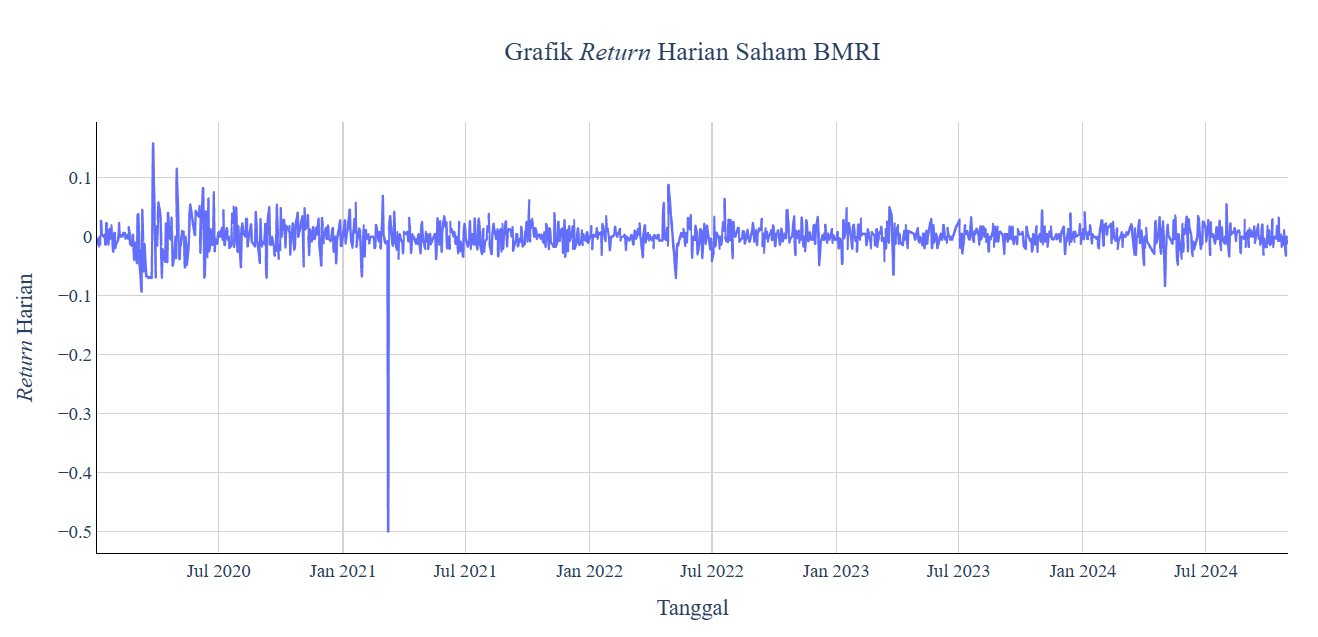 Grafik Return Harian Saham BMRI
Return Harian
0.1
0
−0.1
−0.2
−0.3
−0.4
−0.5
Jul 2020
Jan 2021
Jul 2021
Jan 2022
Jul 2022
Jan 2023
Jul 2023
Jan 2024
Jul 2024
Tanggal